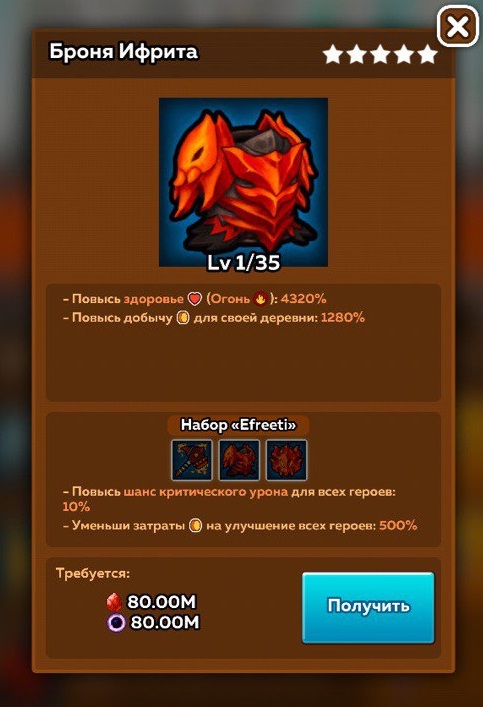 Броня Ифрита
Lv 1/35
- Повысь здоровье (Огонь ): 4320%
- Повысь добычу для своей деревни: 1280%
Набор «Efreeti»
- Повысь шанс критического урона для всех героев:
10%
- Уменьши затраты на улучшение всех героев: 500%
Требуется:
80.00M
80.00M
Получить